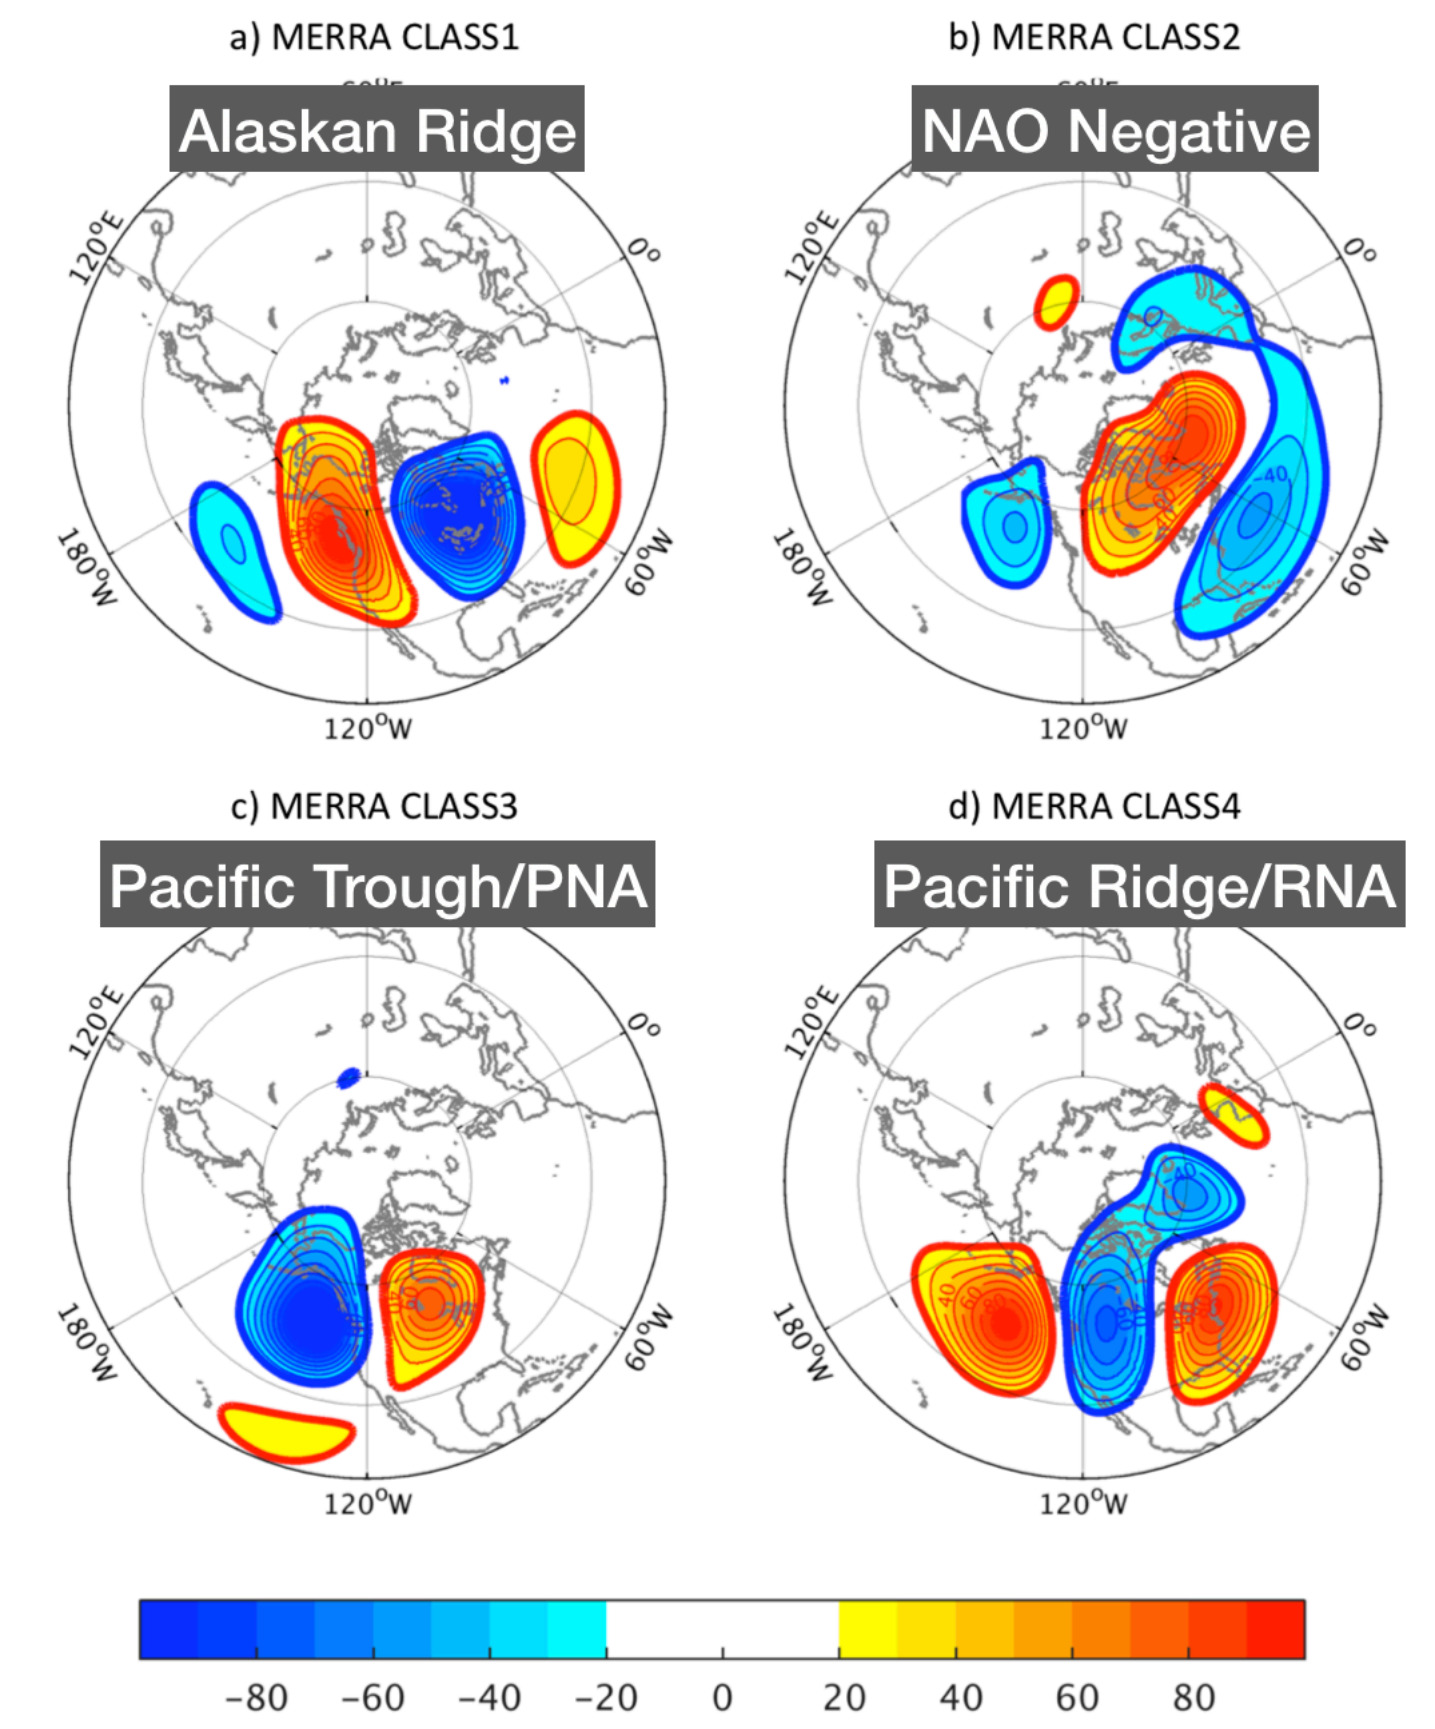 a) MERRA CLASS1
b) MERRA CLASS2
Alaskan Ridge
NAO Negative
120°E
0°
120°E
0°
-40
180°W
60°W
180°W
60°W
120°W
120°W
c) MERRA CLASS3
d) MERRA CLASS4
Pacific Trough/PNA
Pacific Ridge/RNA
120°E
0°
120°E
0°
-40
40
60
80
180°W
60°W
180°W
60°W
120°W
120°W
-80 -60 -40 -20 0 20 40 60 80